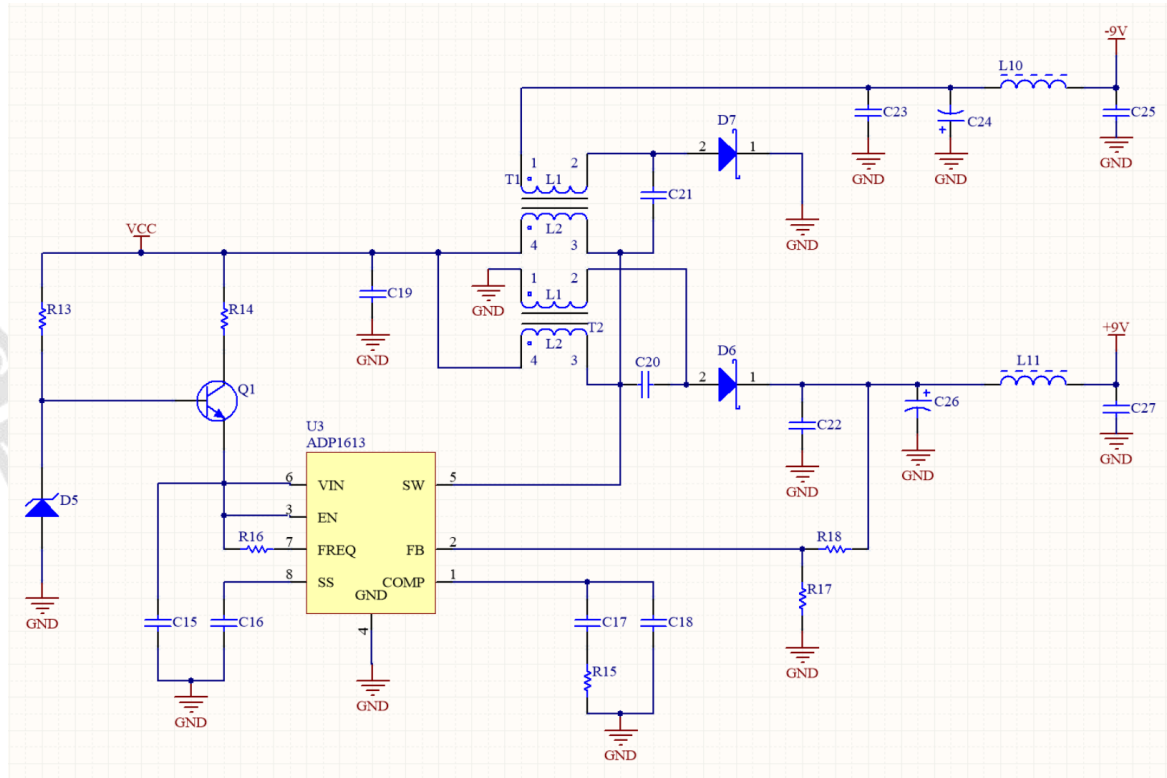 -9V
L10
C23
C24
+
C25
GND
GND
GND
D7
2
1
GND
T1
1
2
L1
L2
4
3
C21
VCC
R13
R14
C19
GND
GND
1
2
L1
T2
L2
4
3
C20
D6
2
1
+9V
L11
C22
GND
+
C26
GND
C27
GND
Q1
D5
GND
U3
ADP1613
6
VIN
SW
5
3
EN
R16
7
FREQ
FB
2
8
SS
COMP
1
GND
4
GND
R18
R17
GND
C15
C16
GND
C17
C18
R15
GND